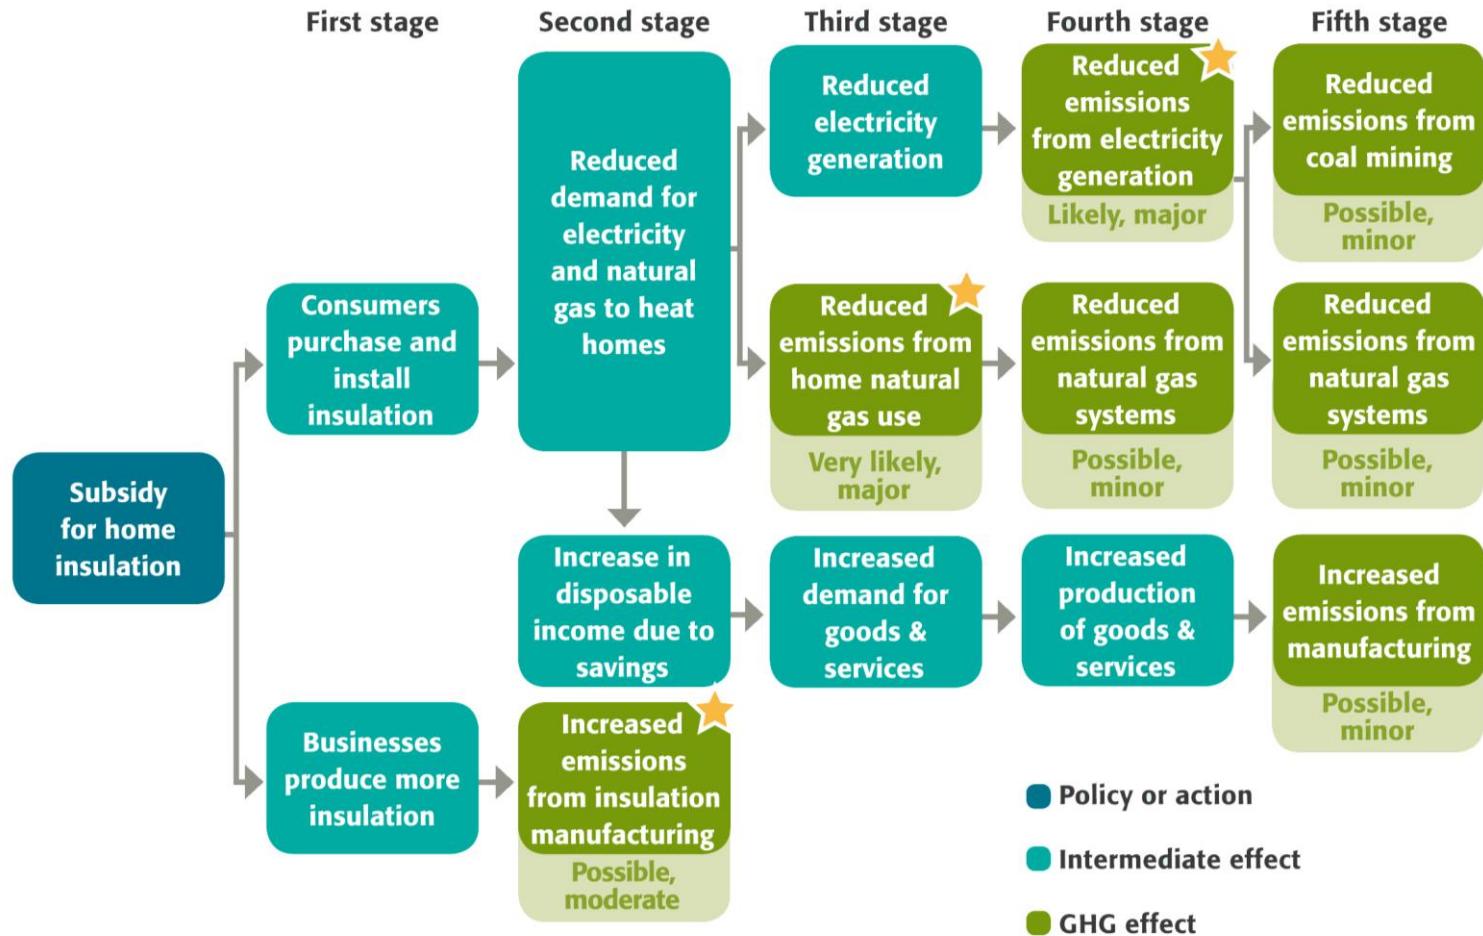 First stage
Second stage
Third stage
Fourth stage
Fifth stage
Subsidy
for home
insulation
Consumers
purchase and
install
insulation
Businesses
produce more
insulation
Reduced
demand for
electricity
and natural
gas to heat
homes
Increase in
disposable
income due to
savings
Increased
emissions
from insulation
manufacturing
Possible,
moderate
Reduced
electricity
generation
Reduced
emissions from
home natural
gas use
Very likely,
major
Increased
demand for
goods &
services
Reduced
emissions
from electricity
generation
Likely, major
Reduced
emissions from
natural gas
systems
Possible,
minor
Increased
production
of goods &
services
Reduced
emissions from
coal mining
Possible,
minor
Reduced
emissions from
natural gas
systems
Possible,
minor
Increased
emissions from
manufacturing
Possible,
minor
Policy or action
Intermediate effect
GHG effect